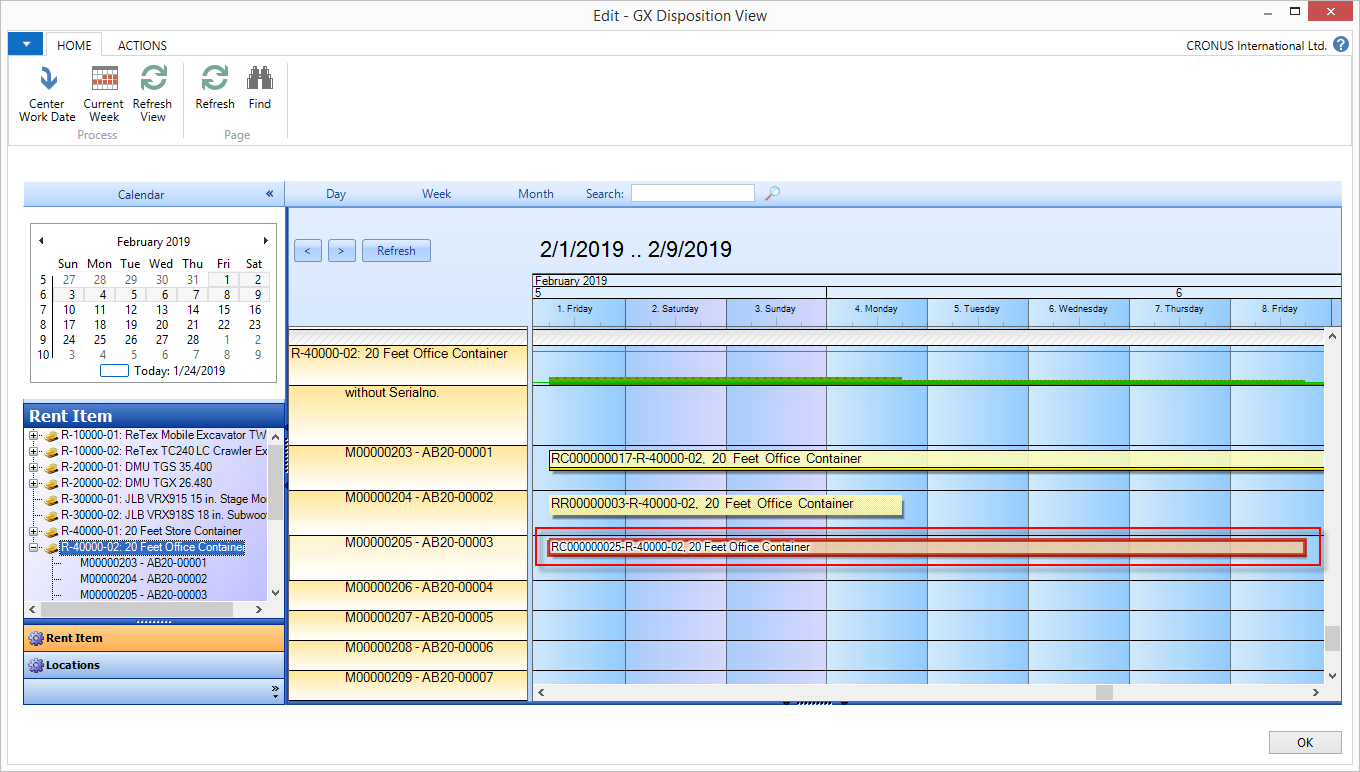 Edit - GX Disposition View
HOME ACTIONS CRONUS International Ltd.
Center Work Date
Current Week
Refresh View
Refresh
Find
Process Page
Calendar «
Day Week Month Search:
February 2019
Sun Mon Tue Wed Thu Fri Sat
5 27 28 29 30 31 1 2
6 3 4 5 6 7 8 9
7 10 11 12 13 14 15 16
8 17 18 19 20 21 22 23
9 24 25 26 27 28 1 2
10 3 4 5 6 7 8 9
Today: 1/24/2019
Rent Item
R-10000-01: ReTex Mobile Excavator TW
R-10000-02: ReTex TC240 LC Crawler Ex
R-20000-01: DMU TGS 35.400
R-20000-02: DMU TGX 26.480
R-30000-01: JLB VRX915 15 in. Stage Mo
R-30000-02: JLB VRX918S 18 in. Subwoo
R-40000-01: 20 Feet Store Container
R-40000-02: 20 Feet Office Container
M00000203 - AB20-00001
M00000204 - AB20-00002
M00000205 - AB20-00003
Rent Item
Locations
»
< > Refresh 2/1/2019 .. 2/9/2019
February 2019
5 6
1. Friday 2. Saturday 3. Sunday 4. Monday 5. Tuesday 6. Wednesday 7. Thursday 8. Friday
R-40000-02: 20 Feet Office Container
without Serialno.
M00000203 - AB20-00001 RC000000017-R-40000-02, 20 Feet Office Container
M00000204 - AB20-00002 RR00000003-R-40000-02, 20 Feet Office Container
M00000205 - AB20-00003 RC000000025-R-40000-02, 20 Feet Office Container
M00000206 - AB20-00004
M00000207 - AB20-00005
M00000208 - AB20-00006
M00000209 - AB20-00007
OK